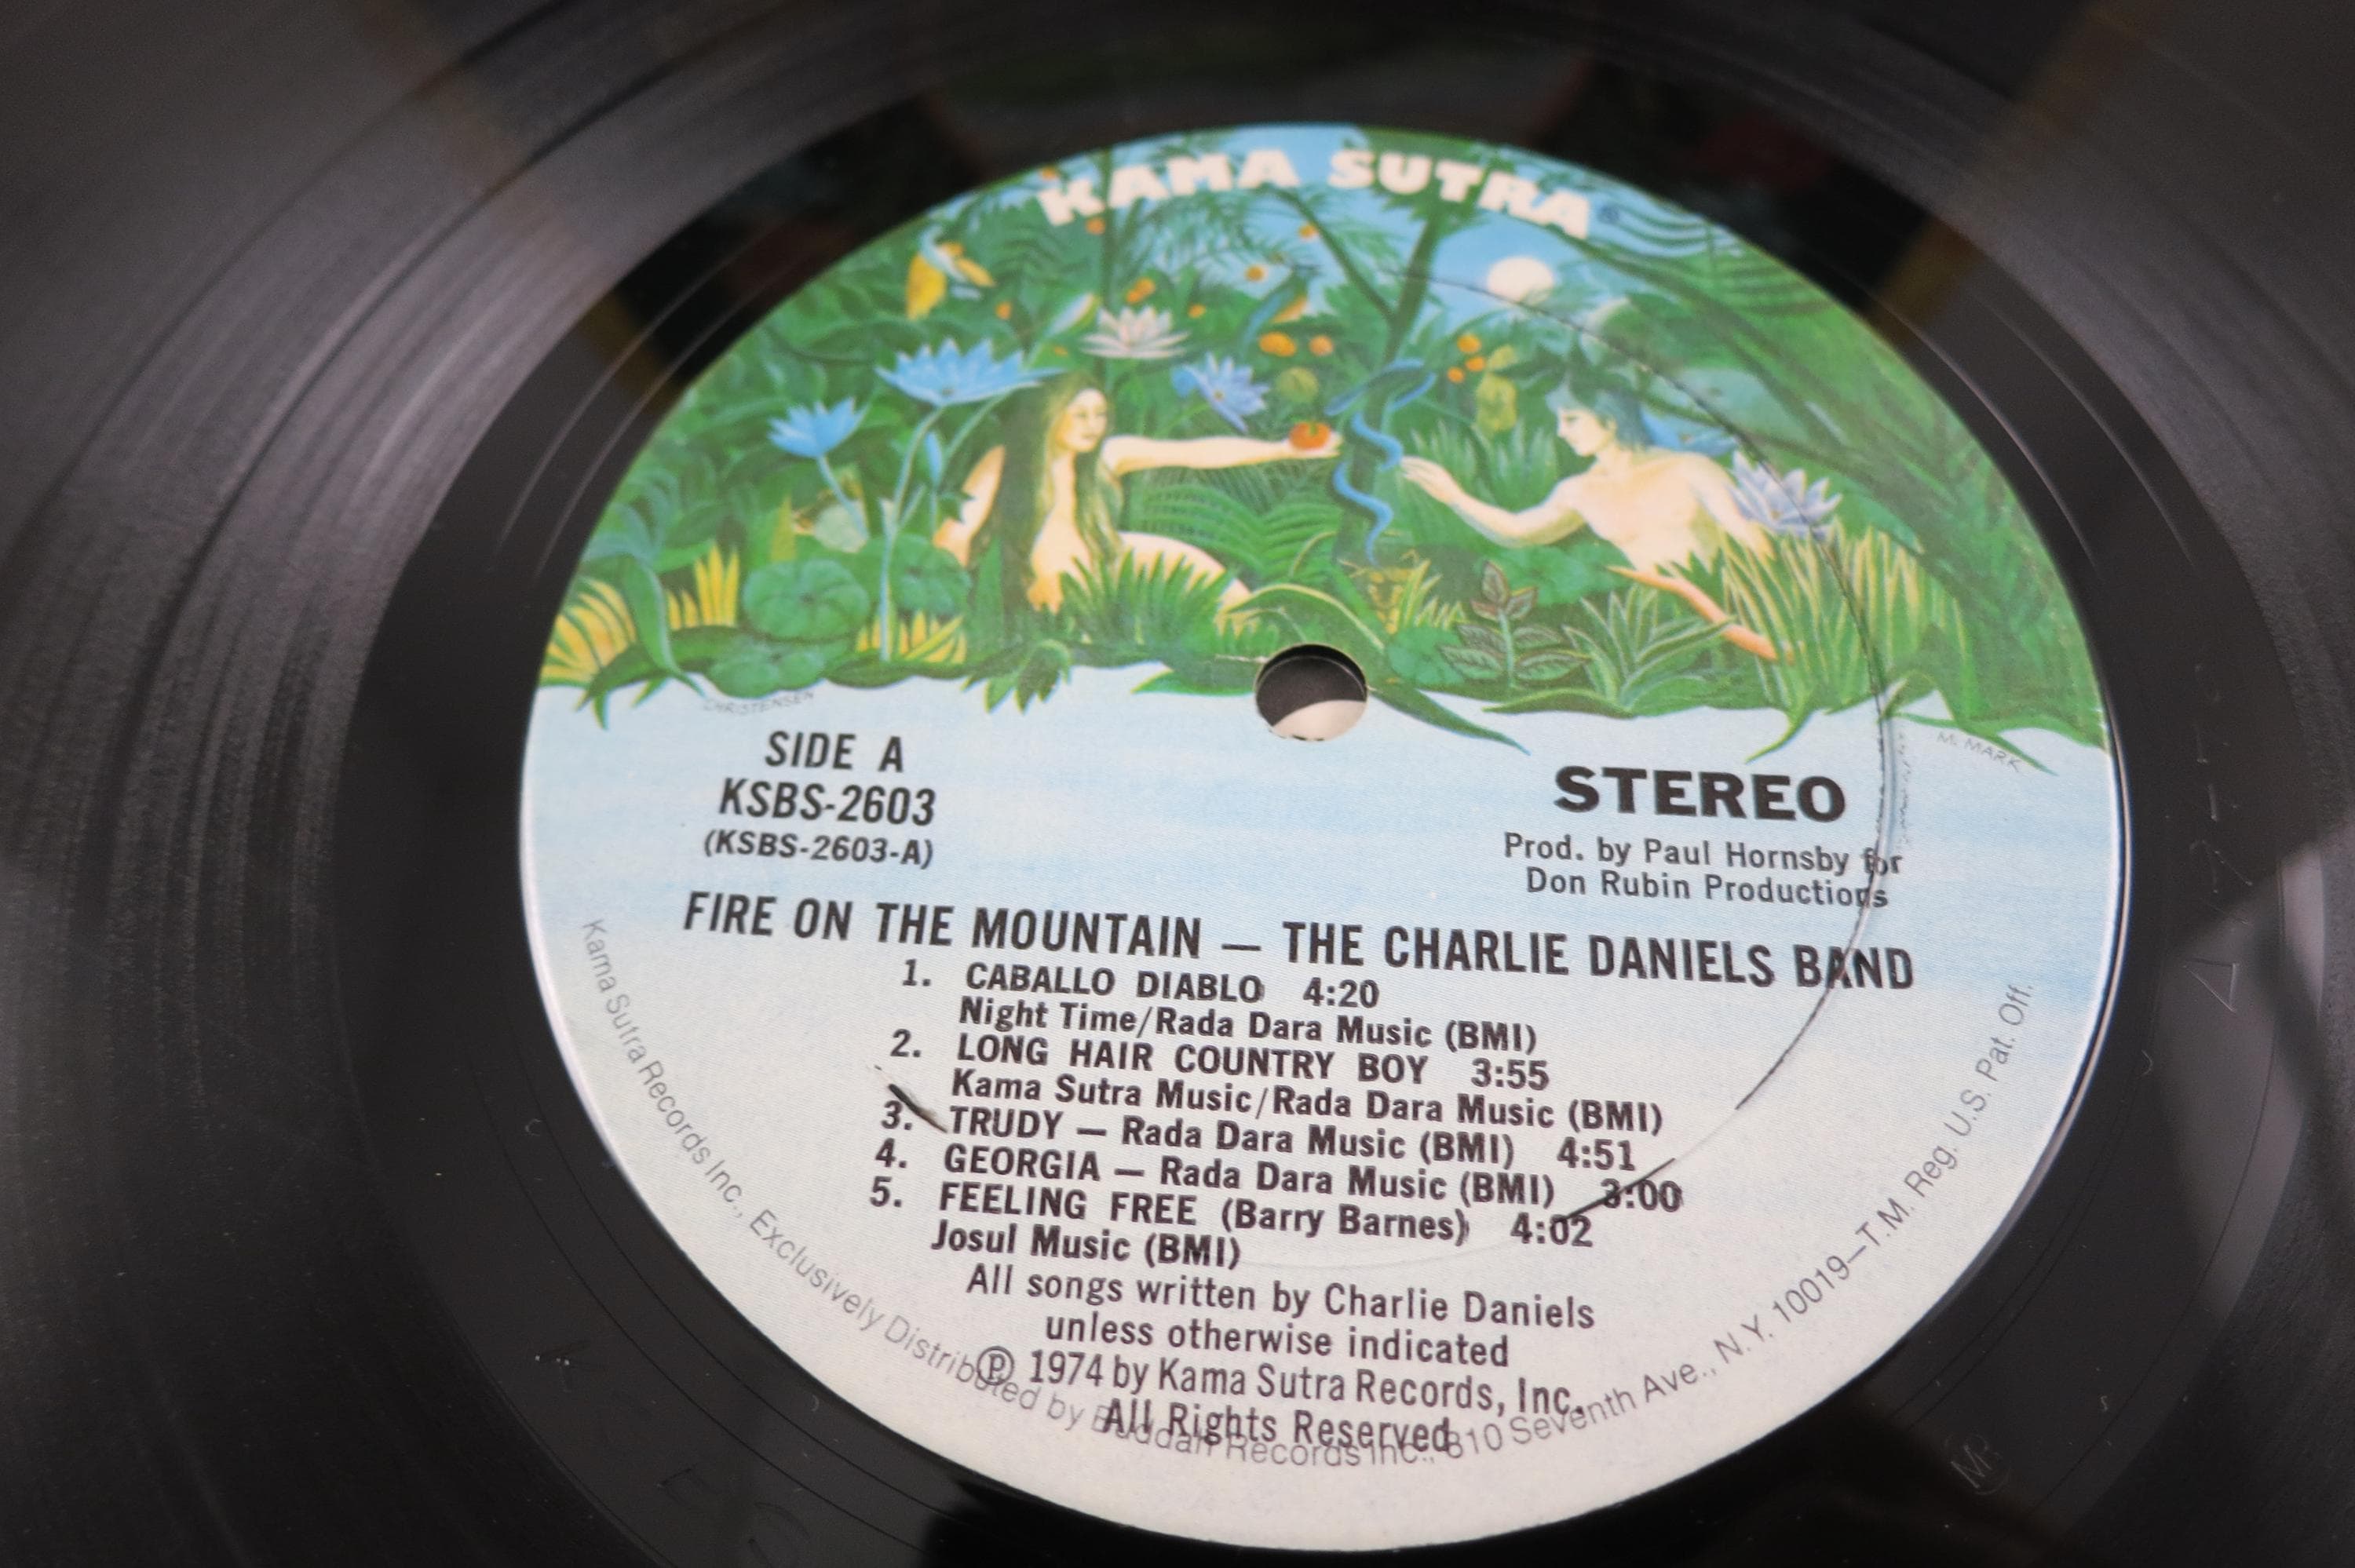 KAMA SUTRA®
CHRISTENSEN
M. MARK
SIDE A
KSBS-2603
(KSBS-2603-A)
STEREO
Prod. by Paul Hornsby for
Don Rubin Productions
FIRE ON THE MOUNTAIN — THE CHARLIE DANIELS BAND
1. CABALLO DIABLO 4:20
Night Time/Rada Dara Music (BMI)
2. LONG HAIR COUNTRY BOY 3:55
Kama Sutra Music/Rada Dara Music (BMI)
3. TRUDY — Rada Dara Music (BMI) 4:51
4. GEORGIA — Rada Dara Music (BMI) 3:00
5. FEELING FREE (Barry Barnes) 4:02
Josul Music (BMI)
All songs written by Charlie Daniels
unless otherwise indicated
℗ 1974 by Kama Sutra Records, Inc.
All Rights Reserved
Kama Sutra Records Inc., Exclusively Distributed by Buddah Records Inc., 810 Seventh Ave., N.Y. 10019—T.M. Reg. U.S. Pat. Off.